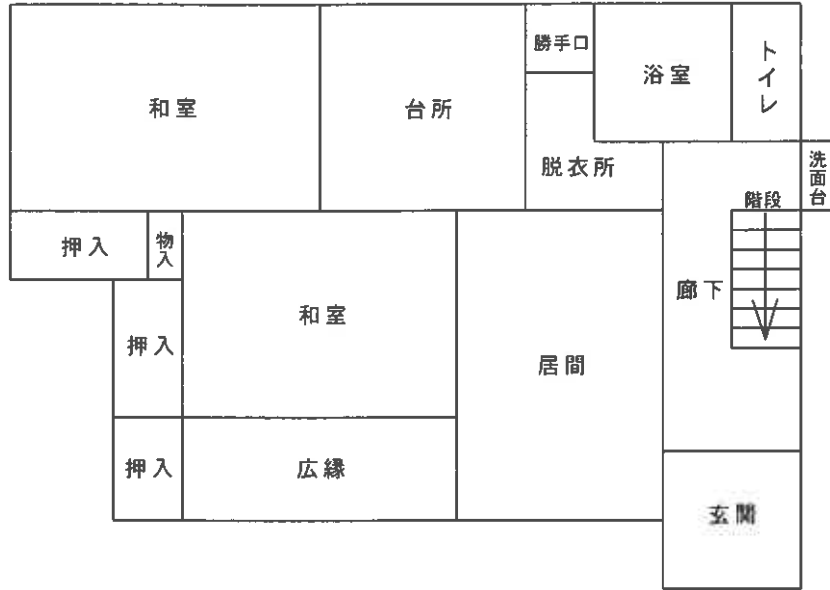 和室
台所
勝手口
浴室
トイレ
脱衣所
洗面台
階段
押入
物入
和室
廊下
押入
居間
押入
広縁
玄関